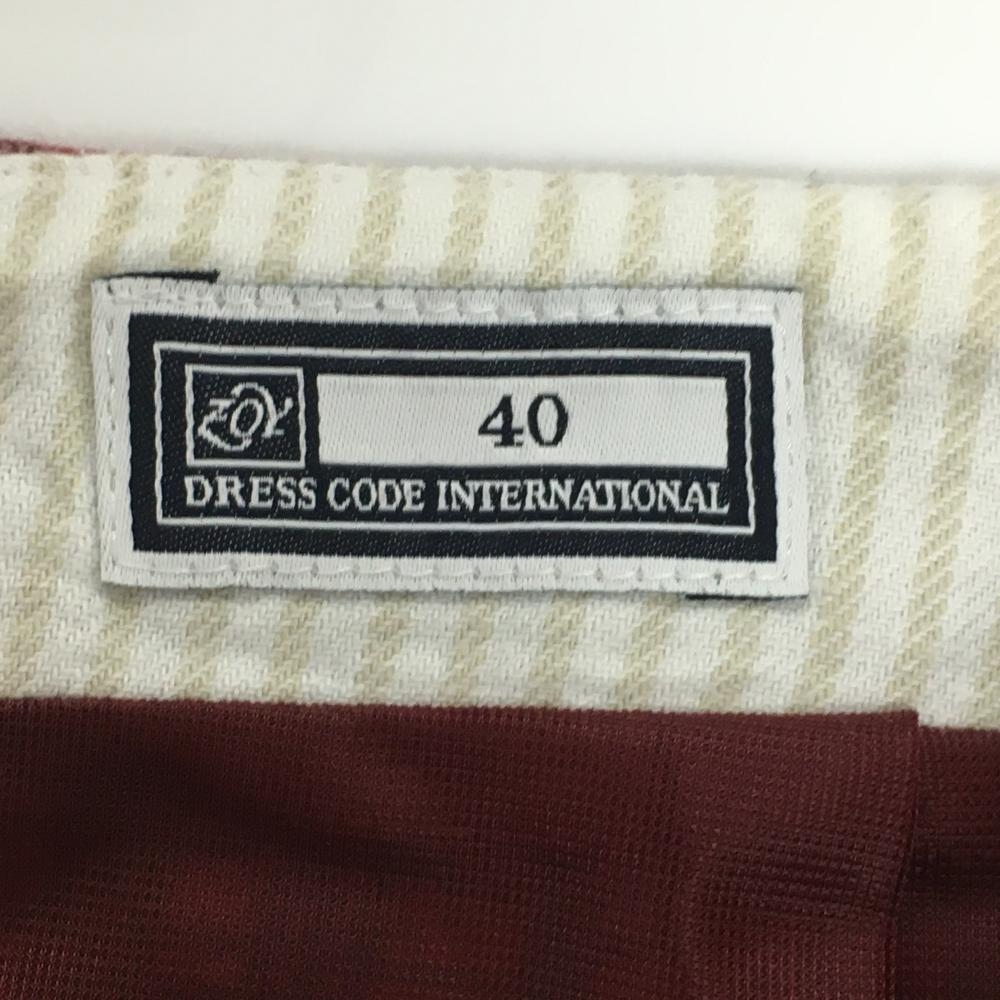 ZOY
40
DRESS CODE INTERNATIONAL